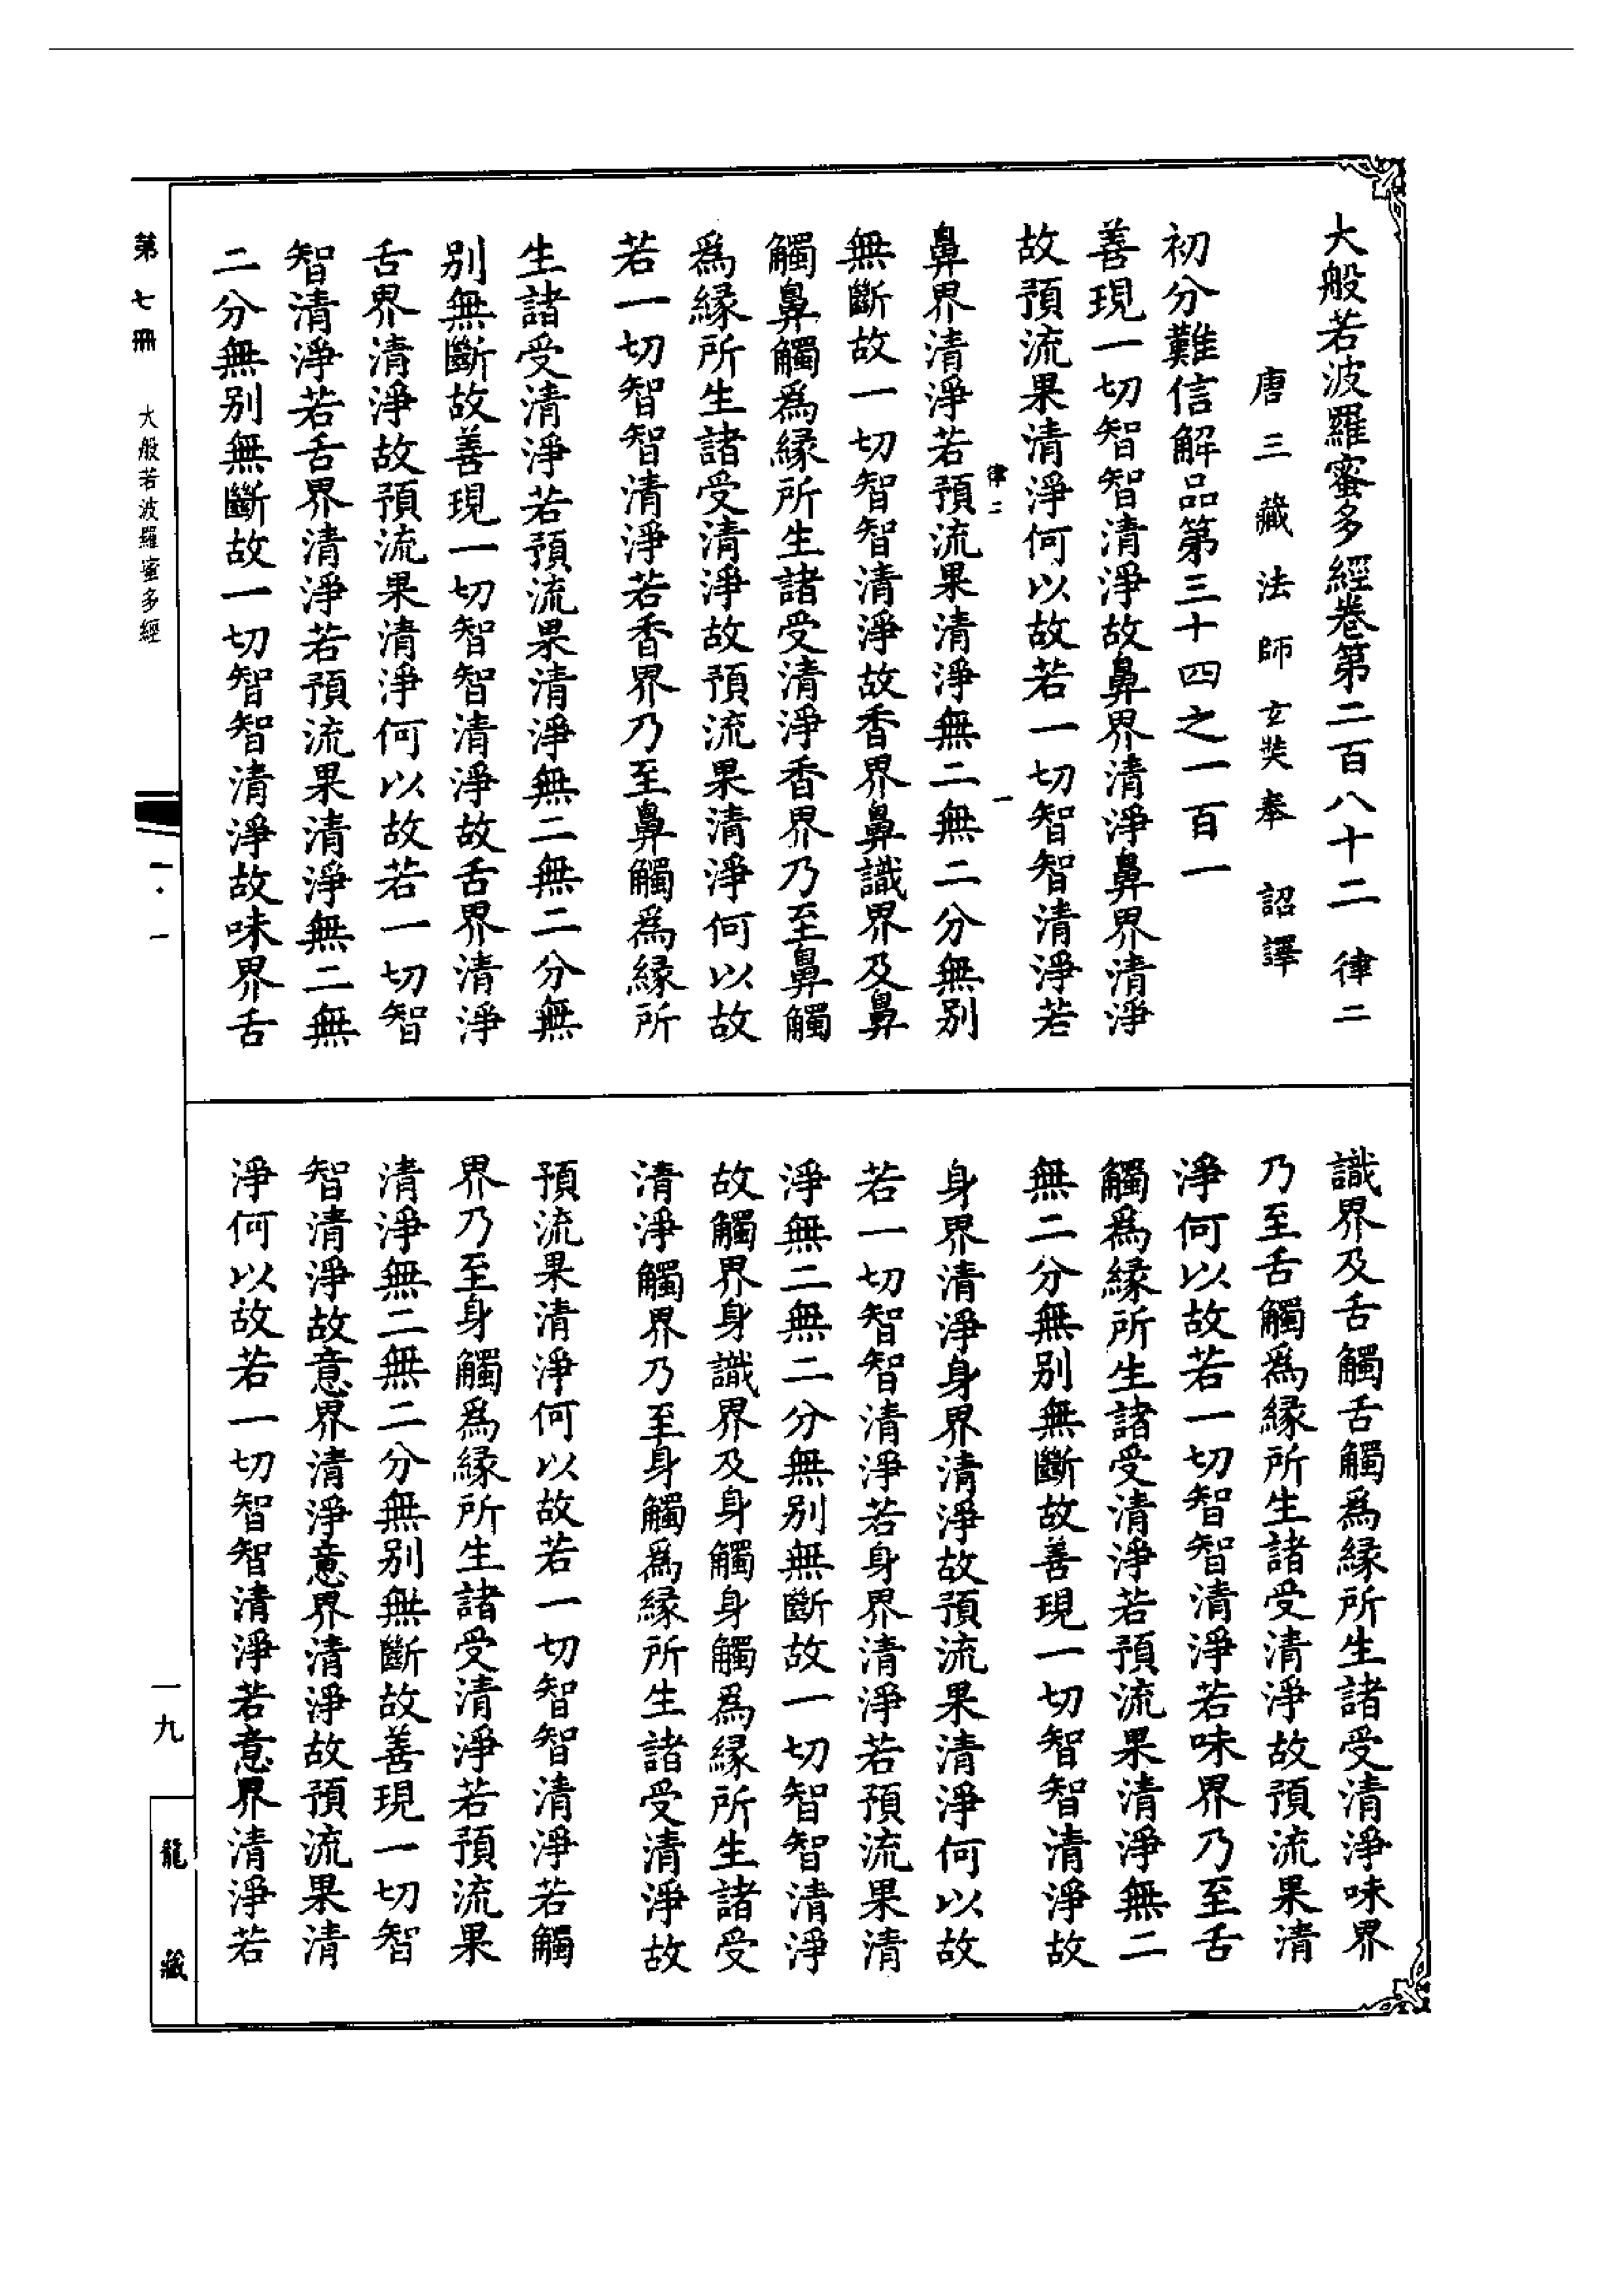 大般若波羅蜜多經卷第二百八十二 律二
唐三藏法師玄奘奉 詔譯
初分難信解品第三十四之一百一
善現一切智智清淨故鼻界清淨鼻界清淨
故預流果清淨何以故若一切智智清淨若
律二 一
鼻界清淨若預流果清淨無二無二分無別
無斷故一切智智清淨故香界鼻識界及鼻
觸鼻觸爲緣所生諸受清淨香界乃至鼻觸
爲緣所生諸受清淨故預流果清淨何以故
若一切智智清淨若香界乃至鼻觸爲緣所
生諸受清淨若預流果清淨無二無二分無
別無斷故善現一切智智清淨故舌界清淨
舌界清淨故預流果清淨何以故若一切智
智清淨若舌界清淨若預流果清淨無二無
二分無別無斷故一切智智清淨故味界舌
識界及舌觸舌觸爲緣所生諸受清淨味界
乃至舌觸爲緣所生諸受清淨故預流果清
淨何以故若一切智智清淨若味界乃至舌
觸爲緣所生諸受清淨若預流果清淨無二
無二分無別無斷故善現一切智智清淨故
身界清淨身界清淨故預流果清淨何以故
若一切智智清淨若身界清淨若預流果清
淨無二無二分無別無斷故一切智智清淨
故觸界身識界及身觸身觸爲緣所生諸受
清淨觸界乃至身觸爲緣所生諸受清淨故
預流果清淨何以故若一切智智清淨若觸
界乃至身觸爲緣所生諸受清淨若預流果
清淨無二無二分無別無斷故善現一切智
智清淨故意界清淨意界清淨故預流果清
淨何以故若一切智智清淨若意界清淨若
第七冊 大般若波羅蜜多經 一·一 一九 龍藏